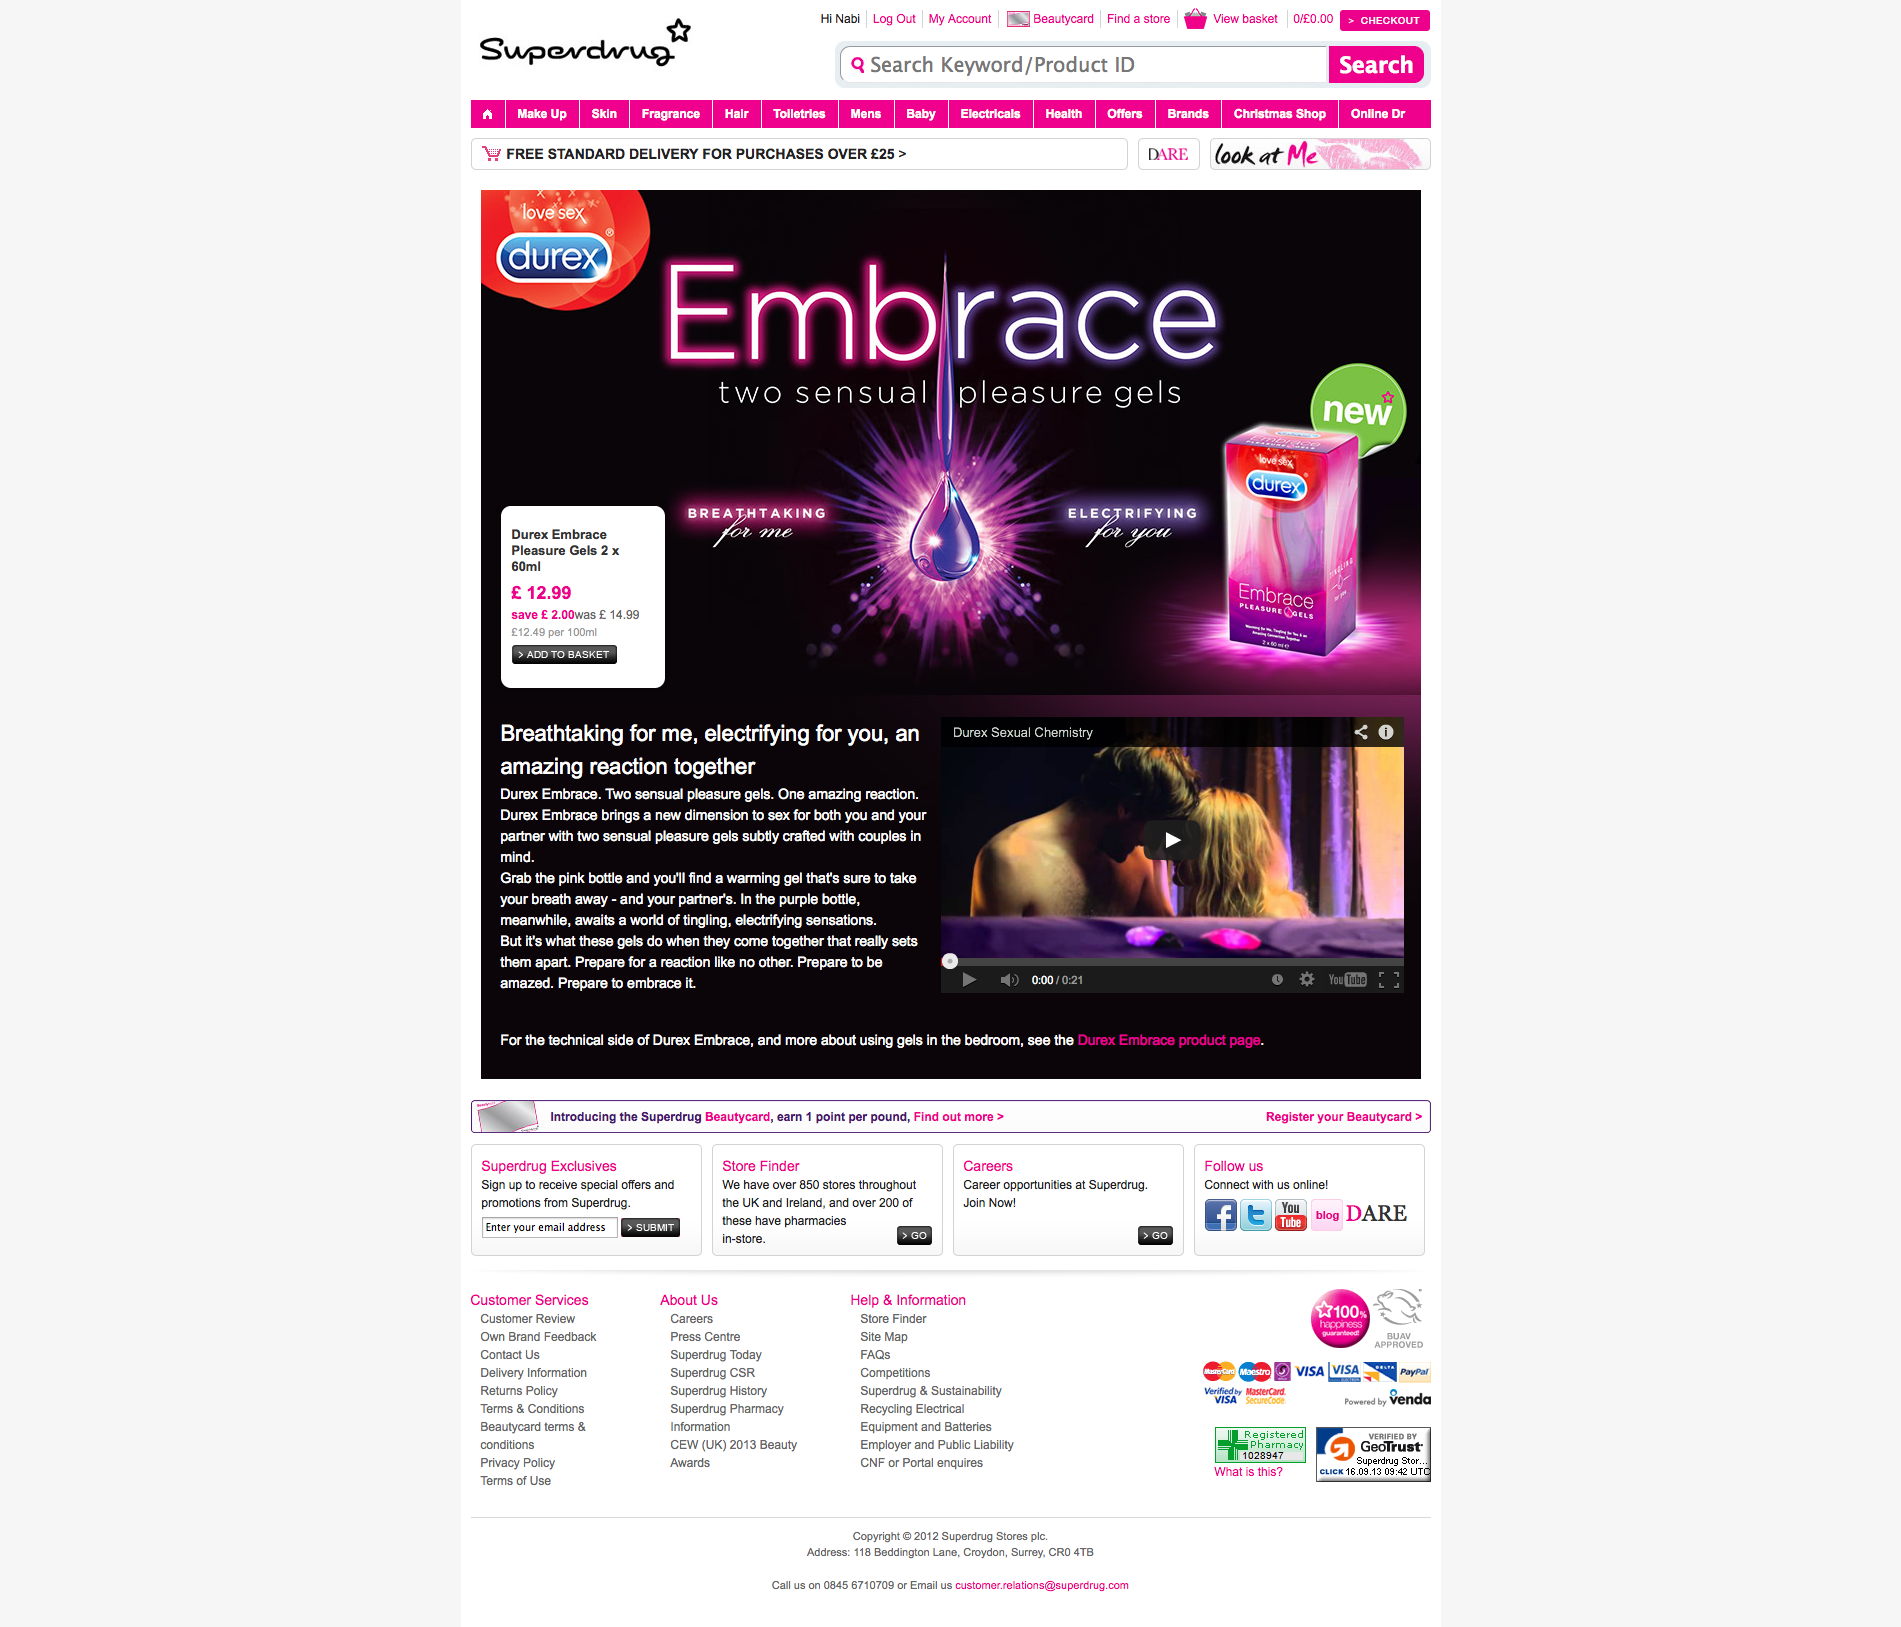 Superdrug
Hi Nabi
Log Out
My Account
Beautycard
Find a store
View basket
0/£0.00
> CHECKOUT
Search Keyword/Product ID
Search
Make Up
Skin
Fragrance
Hair
Toiletries
Mens
Baby
Electricals
Health
Offers
Brands
Christmas Shop
Online Dr
FREE STANDARD DELIVERY FOR PURCHASES OVER £25 >
DARE
look at Me
love sex
durex®
Embrace
two sensual pleasure gels
new
BREATHTAKING
for me
ELECTRIFYING
for you
Embrace
PLEASURE GELS
love sex
durex
TINGLING
Embrace
PLEASURE GELS
Warming for Me, Tingling for You & an
Amazing Connection Together
2 x 60 ml e
Durex Embrace
Pleasure Gels 2 x
60ml
£ 12.99
save £ 2.00was £ 14.99
£12.49 per 100ml
> ADD TO BASKET
Breathtaking for me, electrifying for you, an
amazing reaction together
Durex Embrace. Two sensual pleasure gels. One amazing reaction.
Durex Embrace brings a new dimension to sex for both you and your
partner with two sensual pleasure gels subtly crafted with couples in
mind.
Grab the pink bottle and you'll find a warming gel that's sure to take
your breath away - and your partner's. In the purple bottle,
meanwhile, awaits a world of tingling, electrifying sensations.
But it's what these gels do when they come together that really sets
them apart. Prepare for a reaction like no other. Prepare to be
amazed. Prepare to embrace it.
Durex Sexual Chemistry
0:00 / 0:21
YouTube
For the technical side of Durex Embrace, and more about using gels in the bedroom, see the Durex Embrace product page.
Introducing the Superdrug Beautycard, earn 1 point per pound, Find out more >
Register your Beautycard >
Superdrug Exclusives
Sign up to receive special offers and
promotions from Superdrug.
Enter your email address
> SUBMIT
Store Finder
We have over 850 stores throughout
the UK and Ireland, and over 200 of
these have pharmacies
in-store.
> GO
Careers
Career opportunities at Superdrug.
Join Now!
> GO
Follow us
Connect with us online!
You
Tube
blog
DARE
Customer Services
Customer Review
Own Brand Feedback
Contact Us
Delivery Information
Returns Policy
Terms & Conditions
Beautycard terms &
conditions
Privacy Policy
Terms of Use
About Us
Careers
Press Centre
Superdrug Today
Superdrug CSR
Superdrug History
Superdrug Pharmacy
Information
CEW (UK) 2013 Beauty
Awards
Help & Information
Store Finder
Site Map
FAQs
Competitions
Superdrug & Sustainability
Recycling Electrical
Equipment and Batteries
Employer and Public Liability
CNF or Portal enquires
100%
happiness
guaranteed!
BUAV
APPROVED
MasterCard
Maestro
VISA
VISA
ELECTRON
DELTA
PayPal
Verified by
VISA
MasterCard.
SecureCode.
Powered by venda
Registered
Pharmacy
1028947
What is this?
VERIFIED BY
GeoTrust
Superdrug Stor...
CLICK 16.09.13 09:42 UTC
Copyright © 2012 Superdrug Stores plc.
Address: 118 Beddington Lane, Croydon, Surrey, CR0 4TB
Call us on 0845 6710709 or Email us customer.relations@superdrug.com